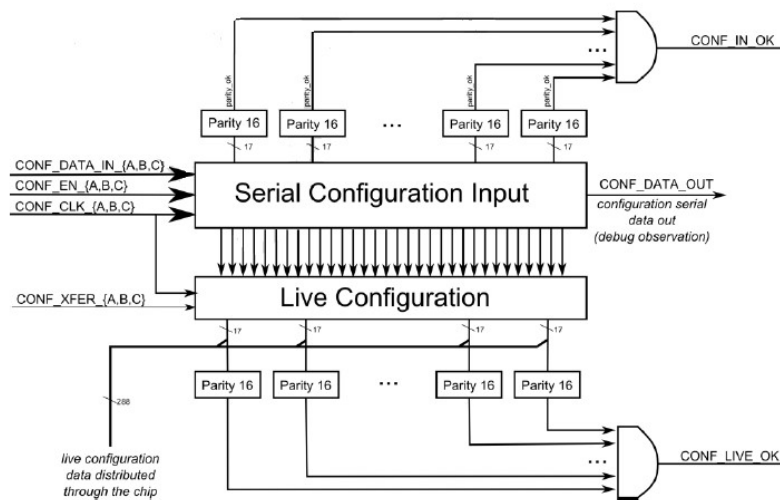 CONF_IN_OK
...
parity_ok parity_ok parity_ok parity_ok
Parity 16 Parity 16 ... Parity 16 Parity 16
17 17 17 17
CONF_DATA_IN_{A,B,C}
CONF_EN_{A,B,C}
CONF_CLK_{A,B,C}
Serial Configuration Input
CONF_DATA_OUT
configuration serial
data out
(debug observation)
CONF_XFER_{A,B,C}
Live Configuration
17 17 17 17
Parity 16 Parity 16 ... Parity 16 Parity 16
288
live configuration
data distributed
through the chip
...
CONF_LIVE_OK